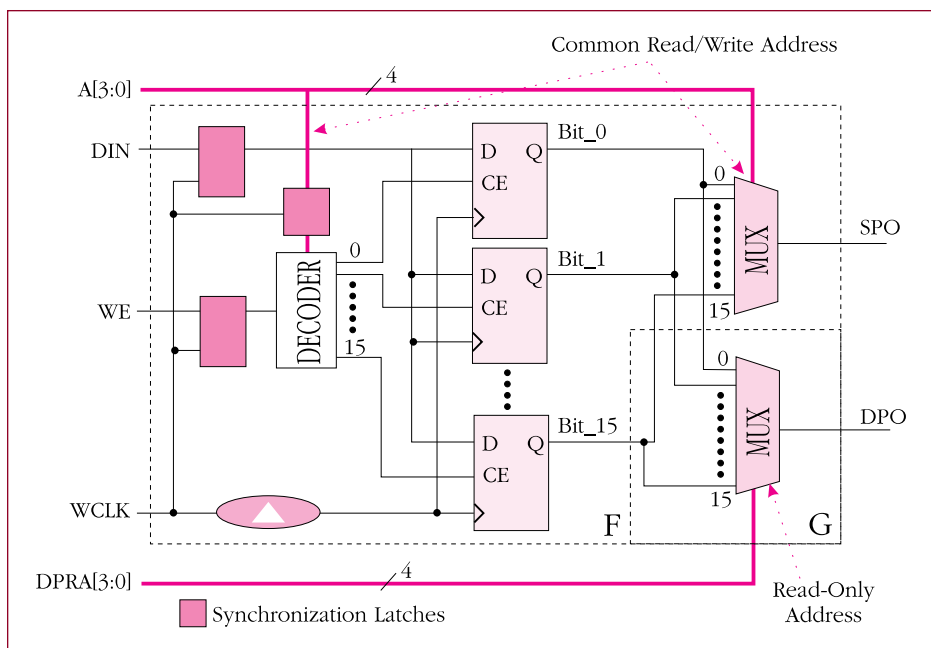 Common Read/Write Address
A[3:0]
4
DIN
D Q
Bit_0
CE
0
MUX
SPO
15
WE
DECODER
0
15
D Q
Bit_1
CE
D Q
Bit_15
CE
0
MUX
DPO
15
WCLK
F
G
DPRA[3:0]
4
Read-Only
Address
Synchronization Latches